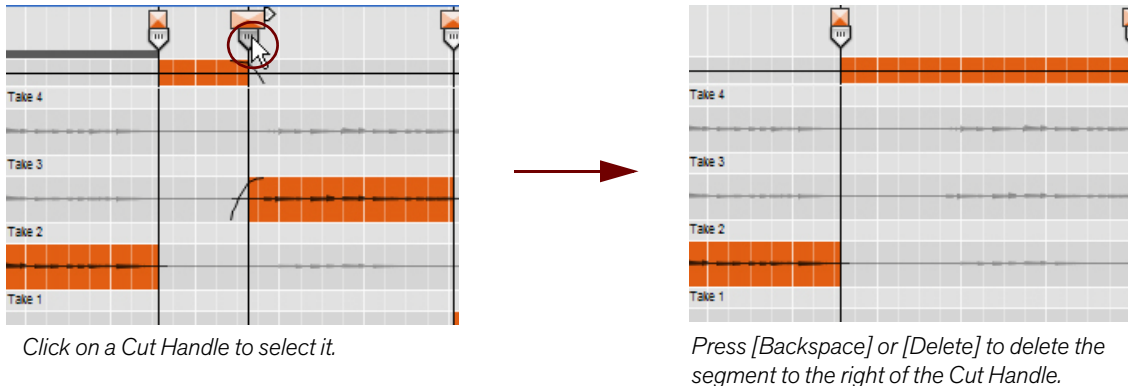 Take 4
Take 3
Take 2
Take 1
Click on a Cut Handle to select it.
Take 4
Take 3
Take 2
Take 1
Press [Backspace] or [Delete] to delete the
segment to the right of the Cut Handle.